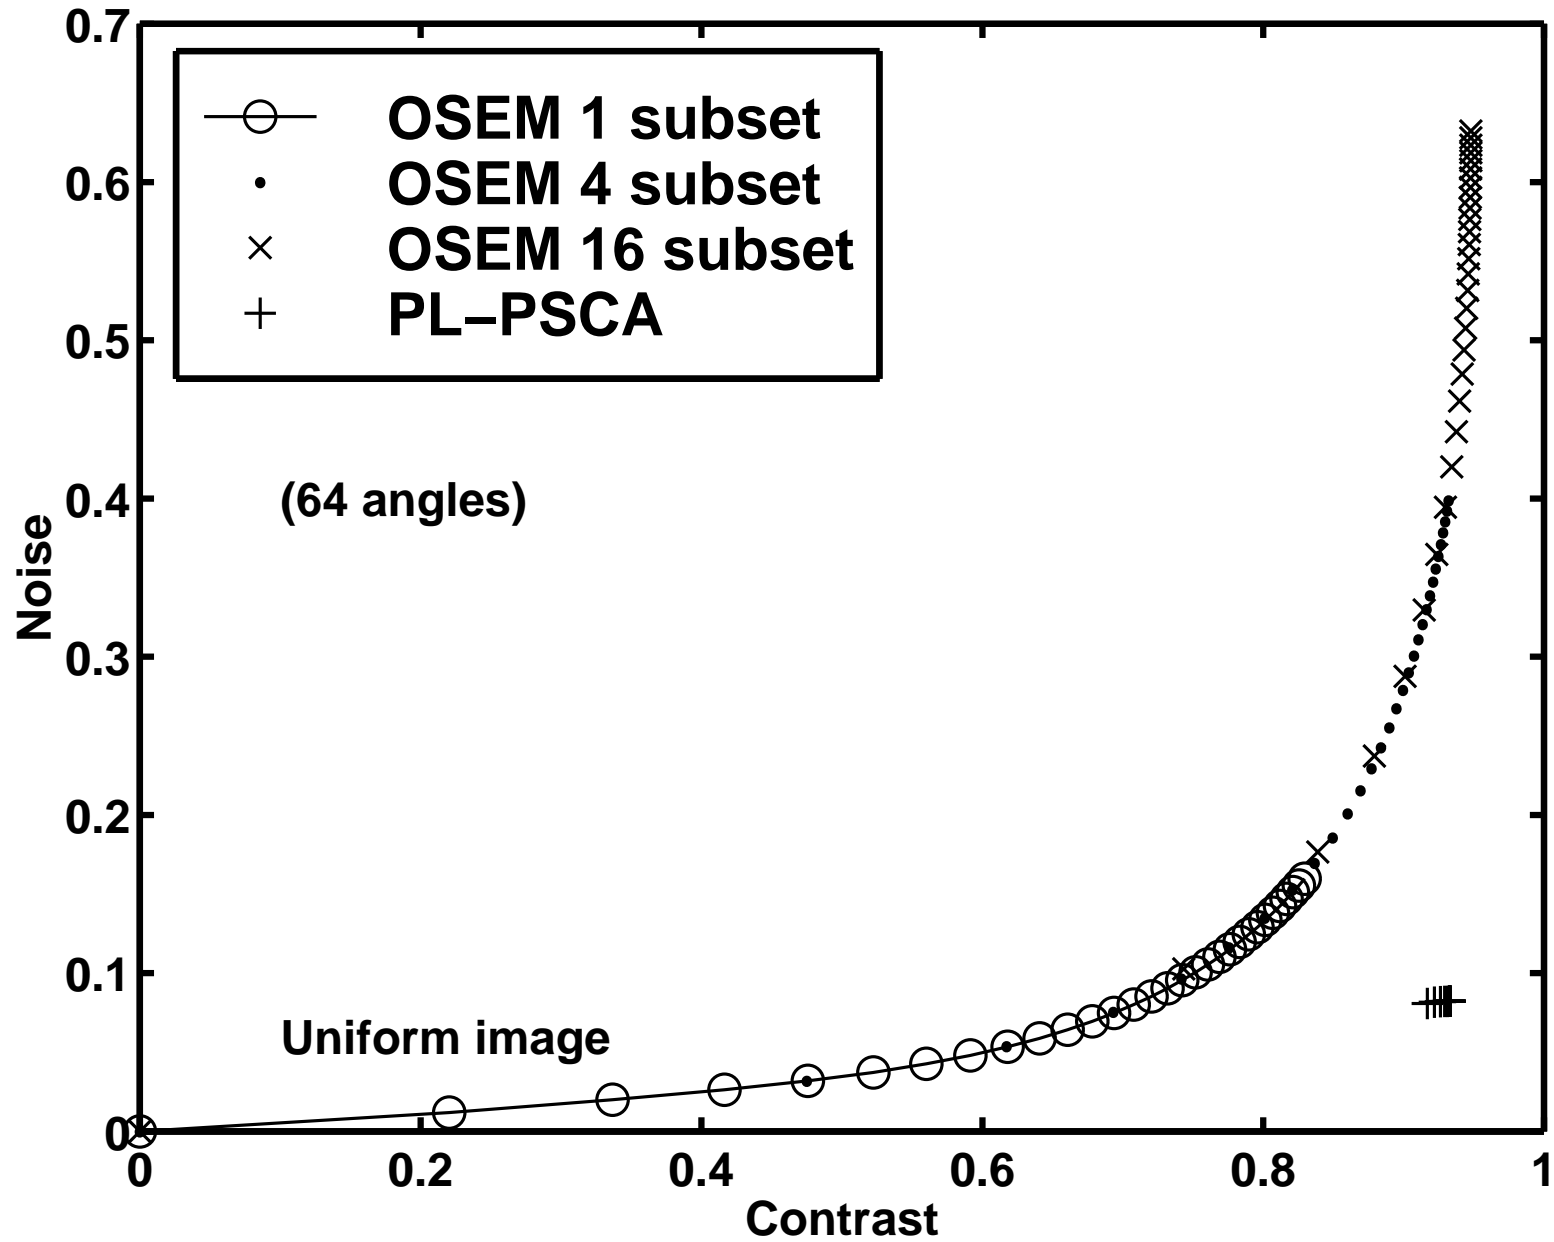 0.7
0.6
0.5
0.4
0.3
0.2
0.1
0
Noise
OSEM 1 subset
OSEM 4 subset
OSEM 16 subset
PL−PSCA
(64 angles)
Uniform image
0 0.2 0.4 0.6 0.8 1
Contrast